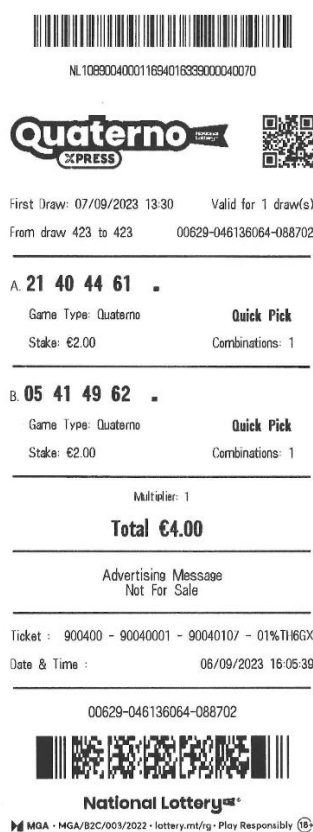 NL10890040001169401633900​0040070
Quaterno
XPRESS
First Draw: 07/09/2023 13:30 Valid for 1 draw(s)
From draw 423 to 423 00629-046136064-088702
A. 21 40 44 61 .
Game Type: Quaterno Quick Pick
Stake: €2.00 Combinations: 1
B. 05 41 49 62 .
Game Type: Quaterno Quick Pick
Stake: €2.00 Combinations: 1
Multiplier: 1
Total €4.00
Advertising Message
Not For Sale
Ticket : 900400 - 90040001 - 90040107 - 01%TH6GX
Date & Time : 06/09/2023 16:05:39
00629-046136064-088702
National Lottery
MGA · MGA/B2C/003/2022 · lottery.mt/rg · Play Responsibly 18+